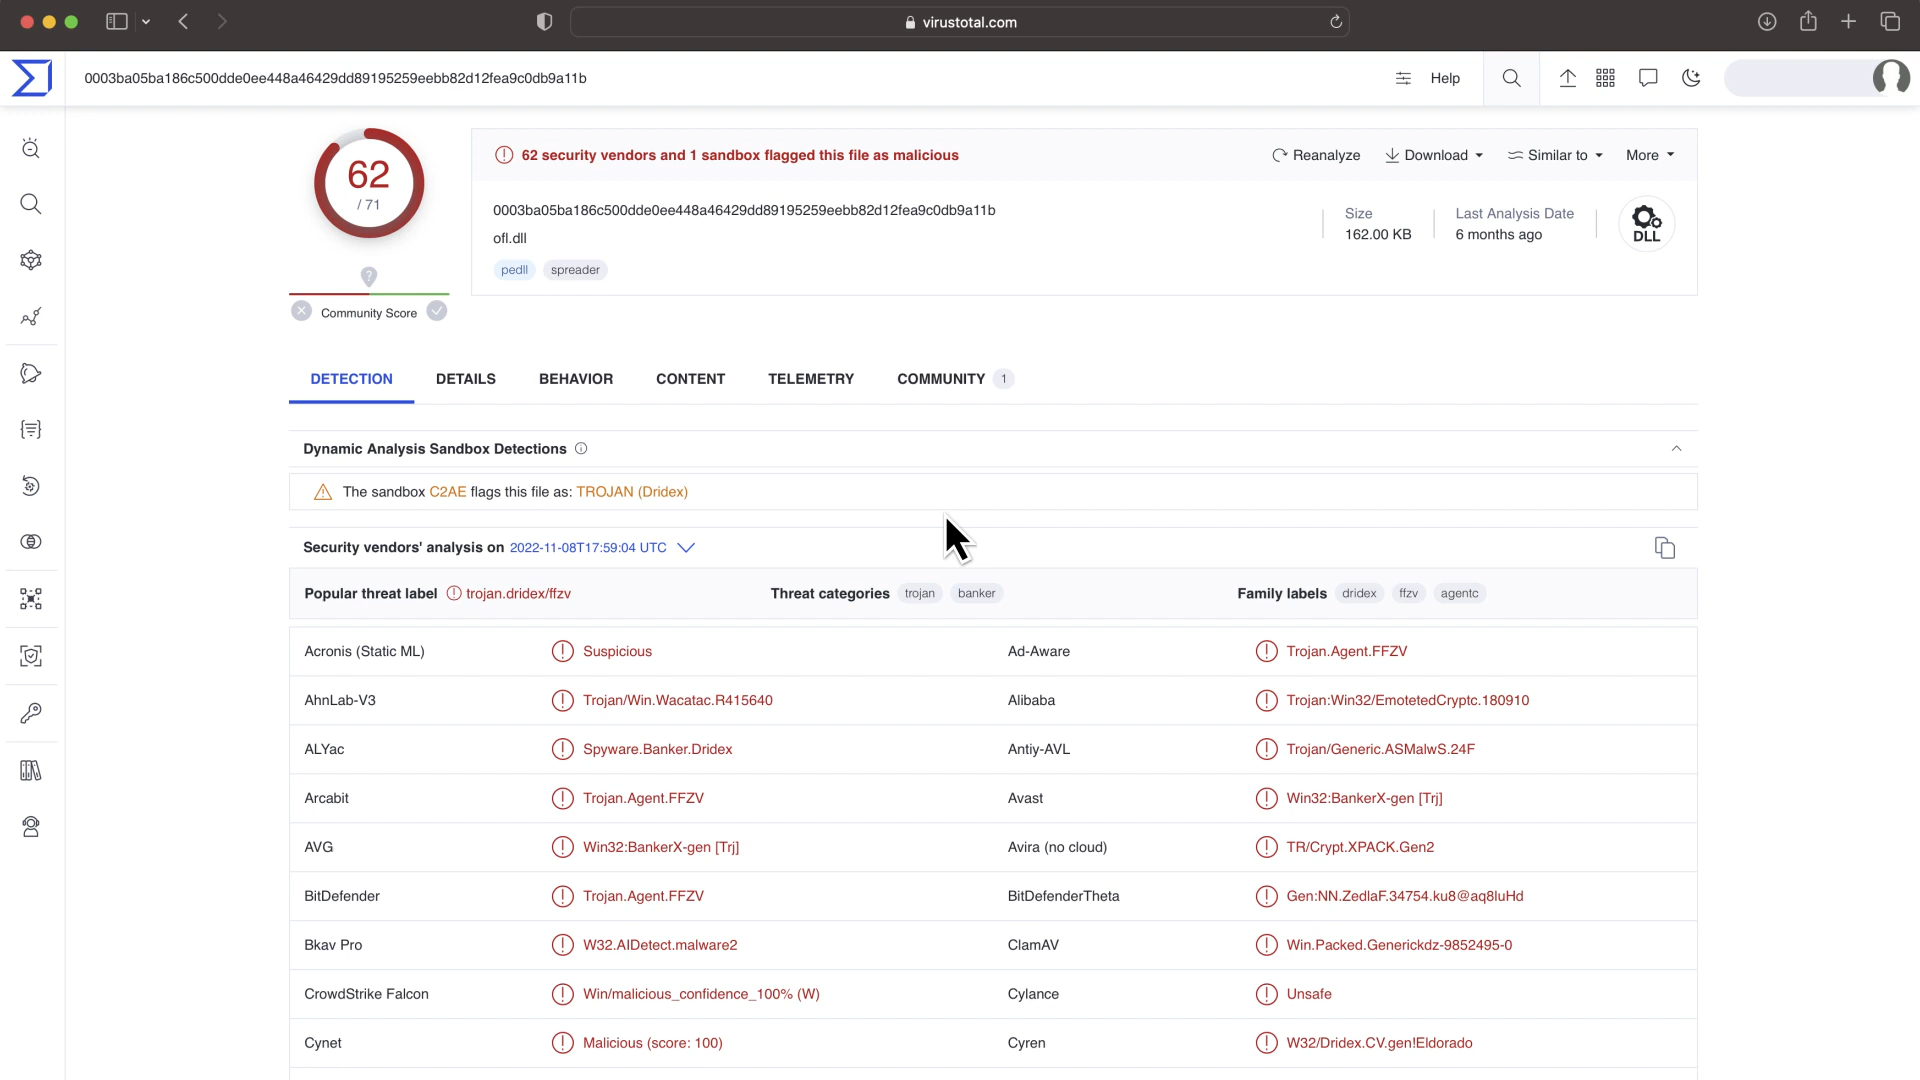 virustotal.com
0003ba05ba186c500dde0ee448a46429dd89195259eebb82d12fea9c0db9a11b
Help
62
/ 71
62 security vendors and 1 sandbox flagged this file as malicious
Reanalyze
Download
Similar to
More
0003ba05ba186c500dde0ee448a46429dd89195259eebb82d12fea9c0db9a11b
ofl.dll
pedll spreader
Size
162.00 KB
Last Analysis Date
6 months ago
DLL
?
Community Score
DETECTION DETAILS BEHAVIOR CONTENT TELEMETRY COMMUNITY 1
Dynamic Analysis Sandbox Detections
The sandbox C2AE flags this file as: TROJAN (Dridex)
Security vendors' analysis on 2022-11-08T17:59:04 UTC
Popular threat label trojan.dridex/ffzv Threat categories trojan banker Family labels dridex ffzv agentc
Acronis (Static ML) Suspicious Ad-Aware Trojan.Agent.FFZV
AhnLab-V3 Trojan/Win.Wacatac.R415640 Alibaba Trojan:Win32/EmotetedCryptc.180910
ALYac Spyware.Banker.Dridex Antiy-AVL Trojan/Generic.ASMalwS.24F
Arcabit Trojan.Agent.FFZV Avast Win32:BankerX-gen [Trj]
AVG Win32:BankerX-gen [Trj] Avira (no cloud) TR/Crypt.XPACK.Gen2
BitDefender Trojan.Agent.FFZV BitDefenderTheta Gen:NN.ZedlaF.34754.ku8@aq8luHd
Bkav Pro W32.AIDetect.malware2 ClamAV Win.Packed.Generickdz-9852495-0
CrowdStrike Falcon Win/malicious_confidence_100% (W) Cylance Unsafe
Cynet Malicious (score: 100) Cyren W32/Dridex.CV.gen!Eldorado